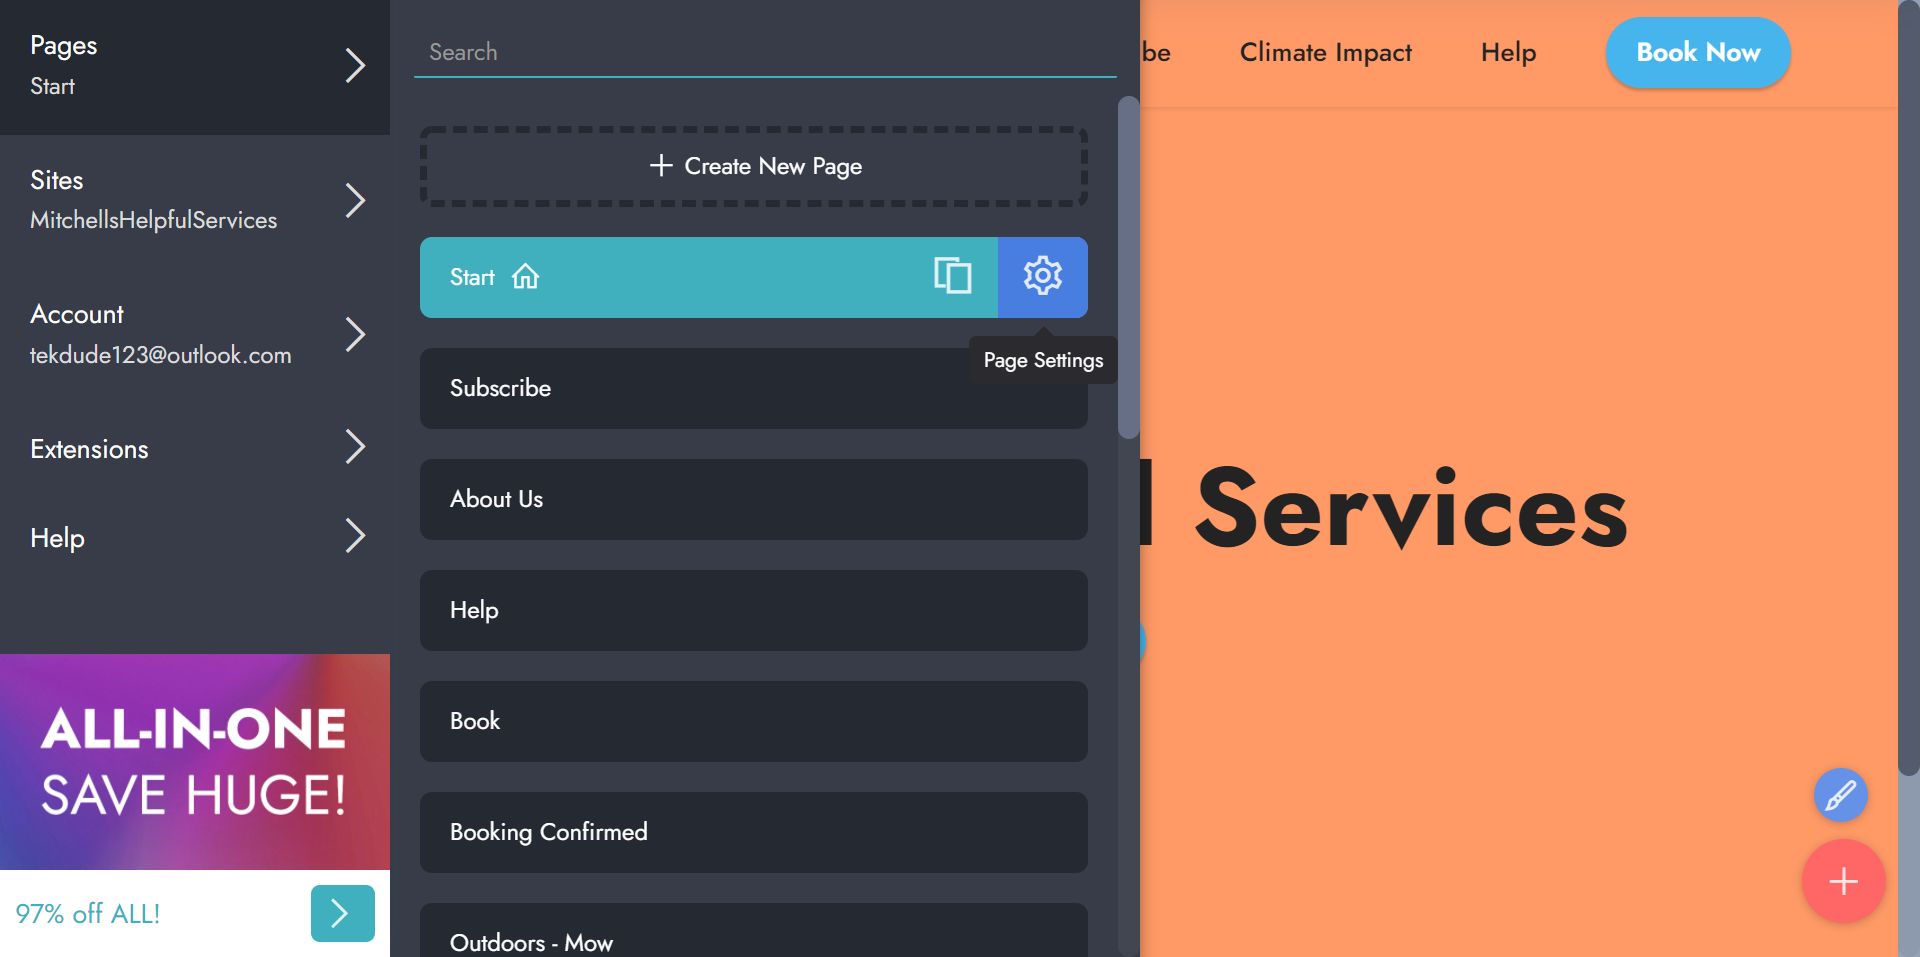 Pages
Start
Sites
MitchellsHelpfulServices
Account
tekdude123@outlook.com
Extensions
Help
ALL-IN-ONE
SAVE HUGE!
97% off ALL!
Search
Create New Page
Start
Page Settings
Subscribe
About Us
Help
Book
Booking Confirmed
Outdoors - Mow
be Climate Impact Help Book Now
l Services